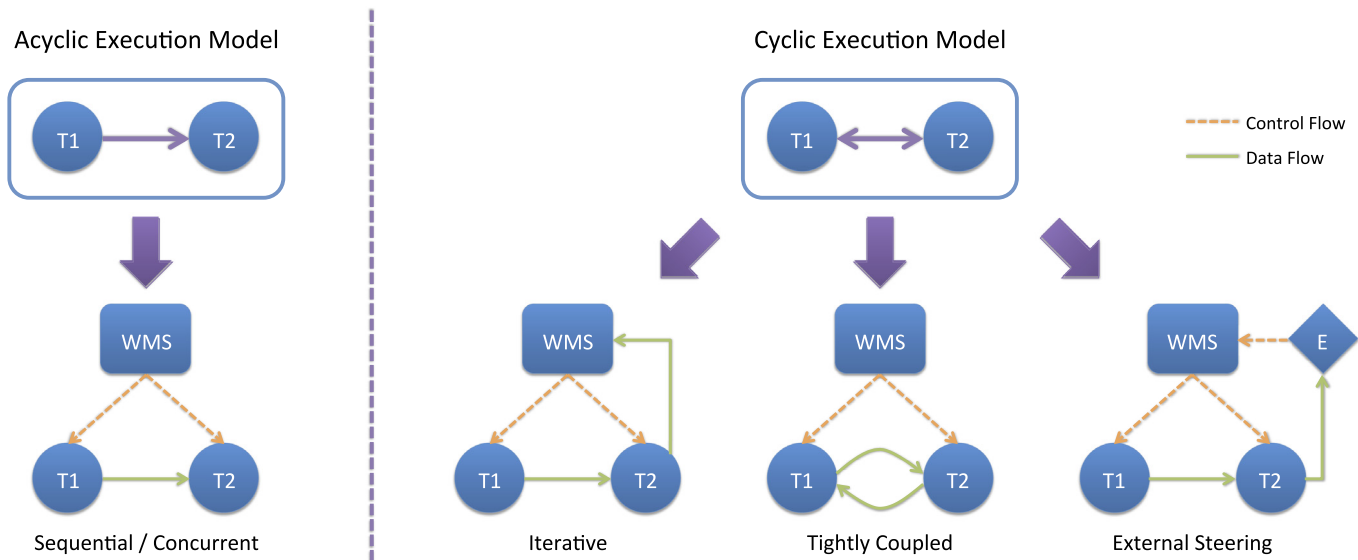 Acyclic Execution Model
T1
T2
WMS
T1
T2
Sequential / Concurrent
Cyclic Execution Model
T1
T2
Control Flow
Data Flow
WMS
T1
T2
Iterative
WMS
T1
T2
Tightly Coupled
WMS
E
T1
T2
External Steering